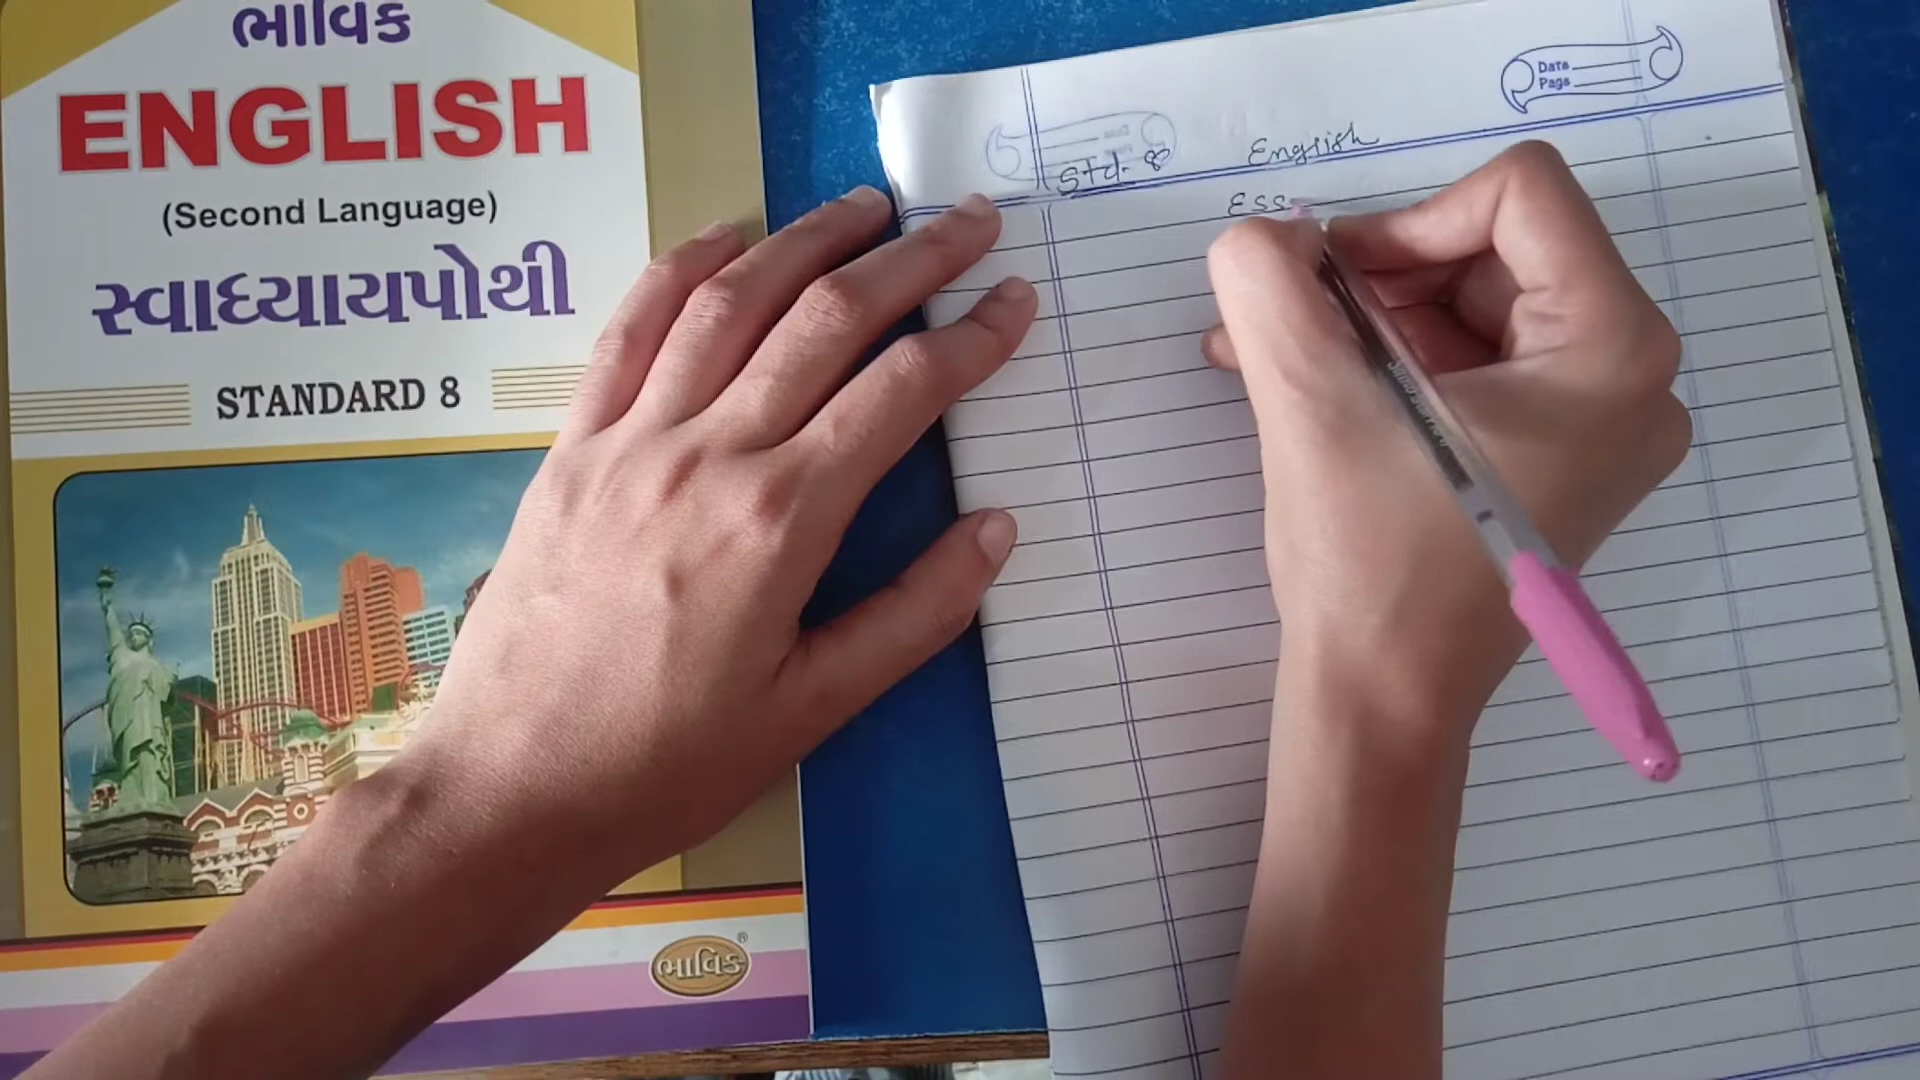 ભાવિક
ENGLISH
(Second Language)
સ્વાધ્યાયપોથી
STANDARD 8
ભાવિક®
Date
Page
Std. 8 English
Ess